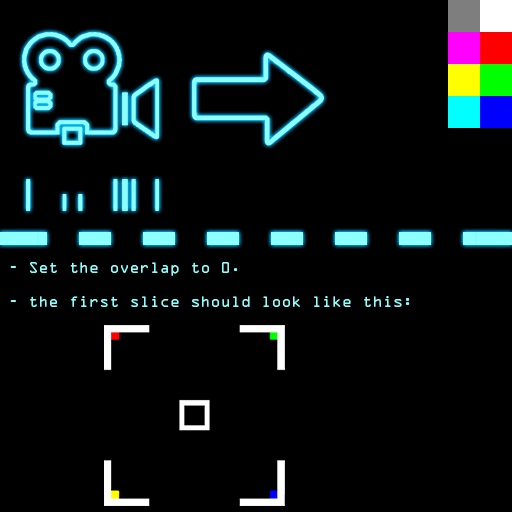 - Set the overlap to 0.
- the first slice should look like this: